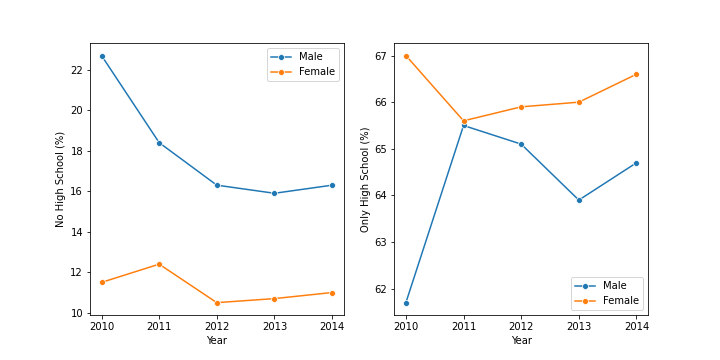 No High School (%)
22
20
18
16
14
12
10
2010 2011 2012 2013 2014
Year
Male
Female
Only High School (%)
67
66
65
64
63
62
2010 2011 2012 2013 2014
Year
Male
Female